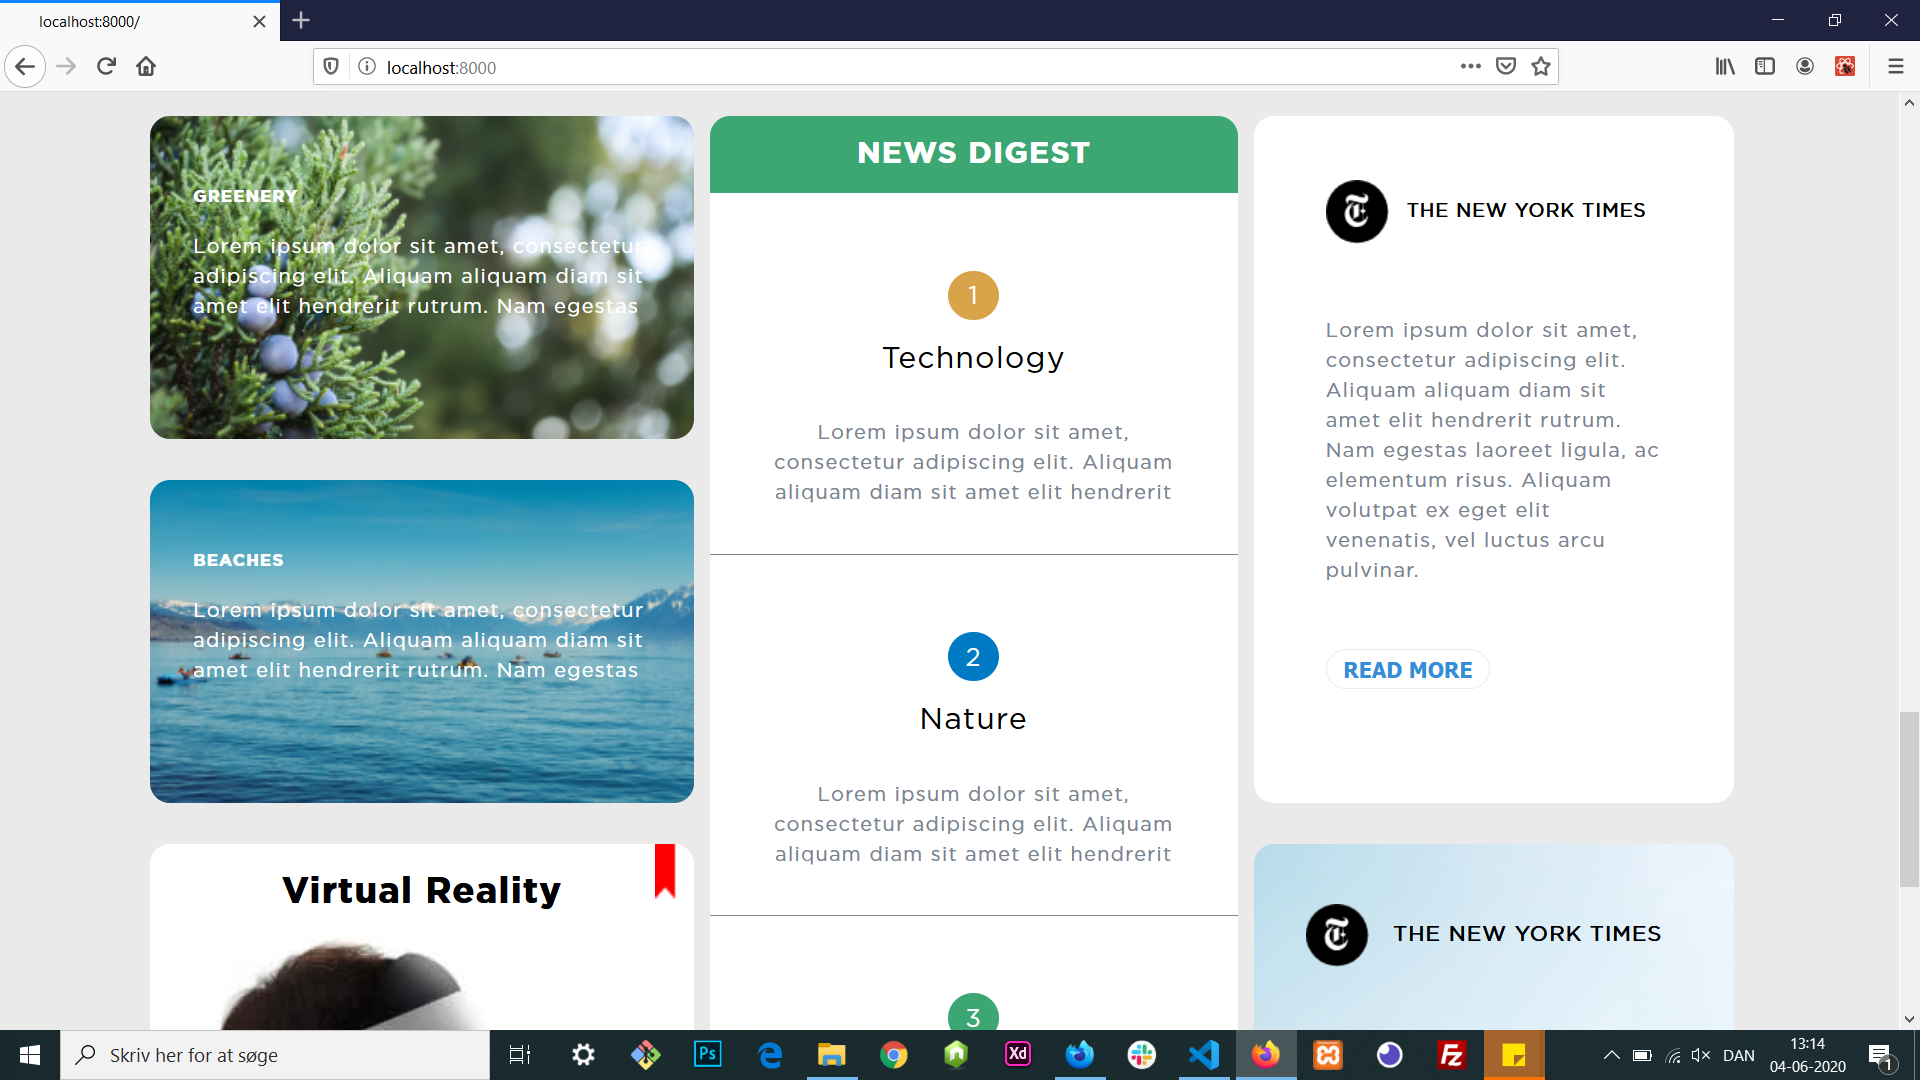 localhost:8000/
localhost:8000
GREENERY
Lorem ipsum dolor sit amet, consectetur
adipiscing elit. Aliquam aliquam diam sit
amet elit hendrerit rutrum. Nam egestas
BEACHES
Lorem ipsum dolor sit amet, consectetur
adipiscing elit. Aliquam aliquam diam sit
amet elit hendrerit rutrum. Nam egestas
Virtual Reality
NEWS DIGEST
1
Technology
Lorem ipsum dolor sit amet,
consectetur adipiscing elit. Aliquam
aliquam diam sit amet elit hendrerit
2
Nature
Lorem ipsum dolor sit amet,
consectetur adipiscing elit. Aliquam
aliquam diam sit amet elit hendrerit
3
T THE NEW YORK TIMES
Lorem ipsum dolor sit amet,
consectetur adipiscing elit.
Aliquam aliquam diam sit
amet elit hendrerit rutrum.
Nam egestas laoreet ligula, ac
elementum risus. Aliquam
volutpat ex eget elit
venenatis, vel luctus arcu
pulvinar.
READ MORE
T THE NEW YORK TIMES
Skriv her for at søge
Ps
Xd
Fz
DAN
13:14
04-06-2020
1